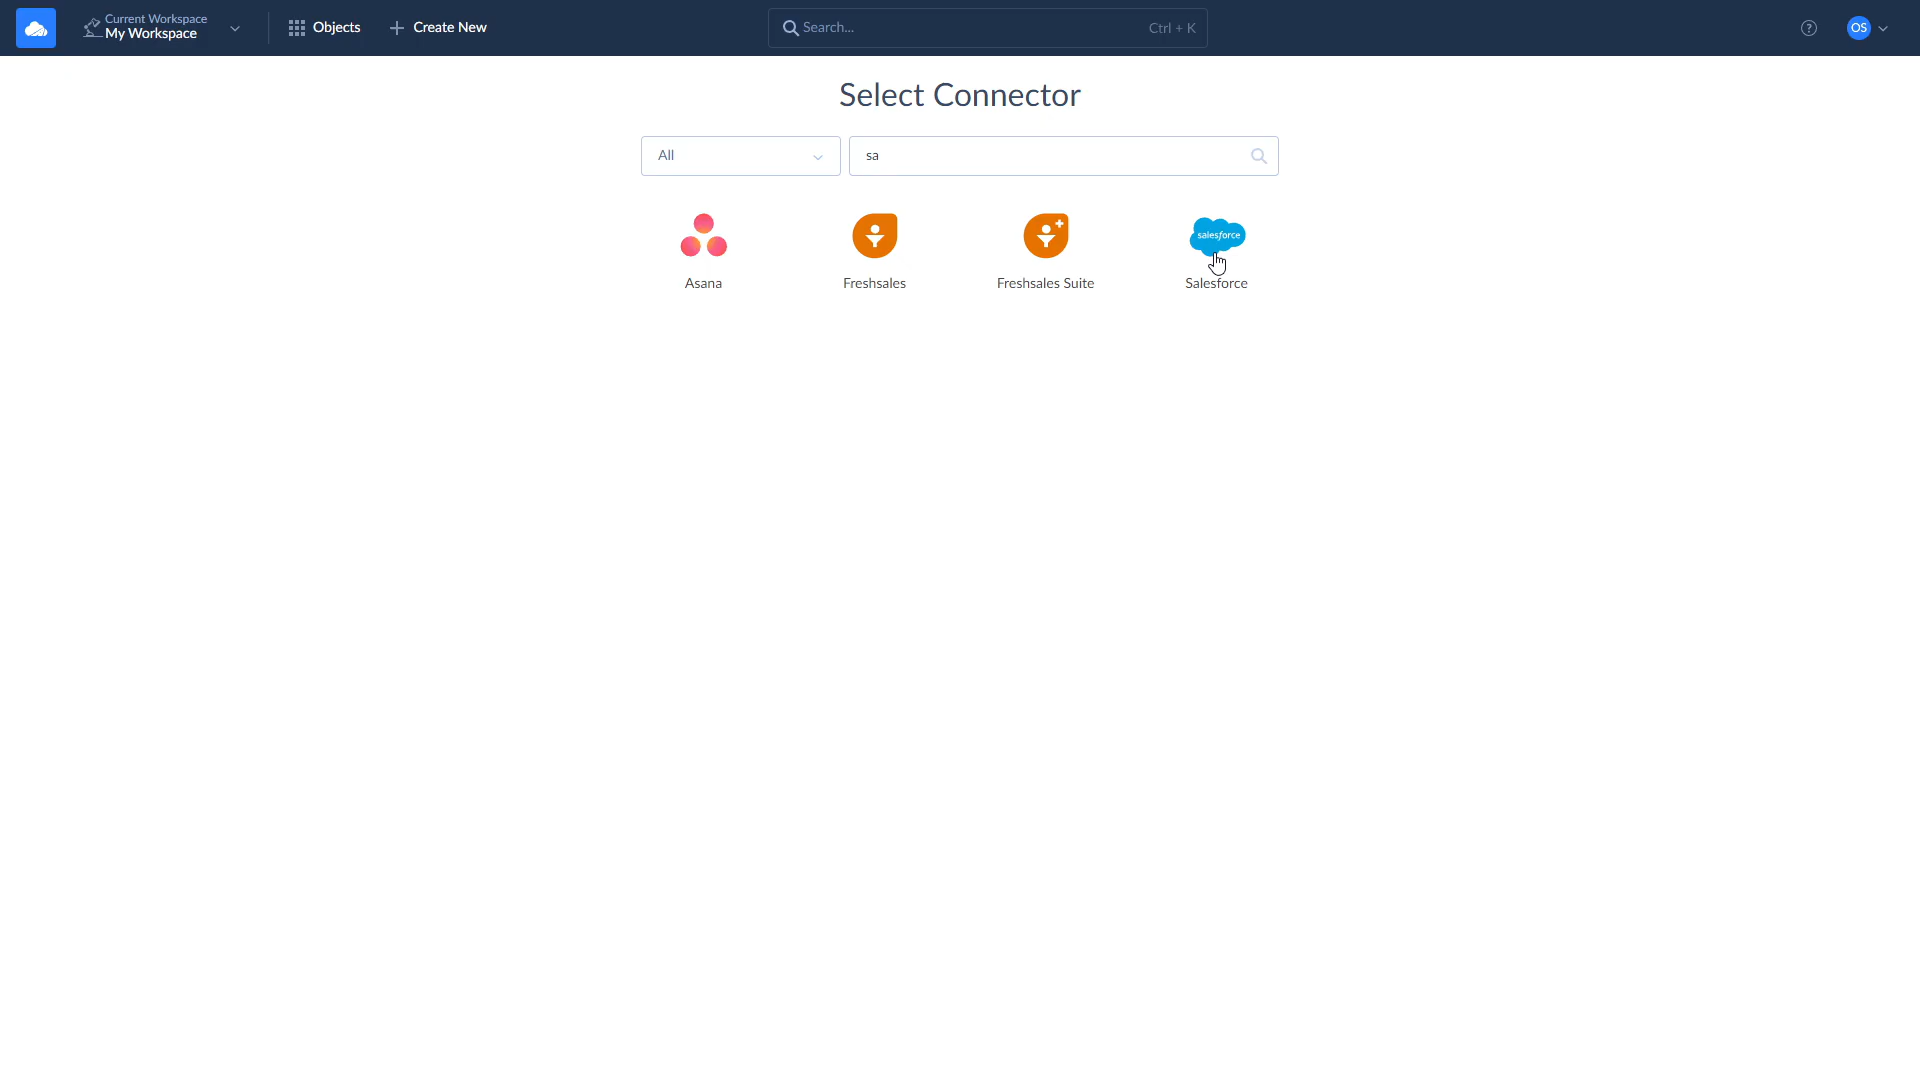 Current Workspace
My Workspace
Objects
Create New
Search...
Ctrl + K
?
OS
Select Connector
All
sa
salesforce
Asana
Freshsales
Freshsales Suite
Salesforce